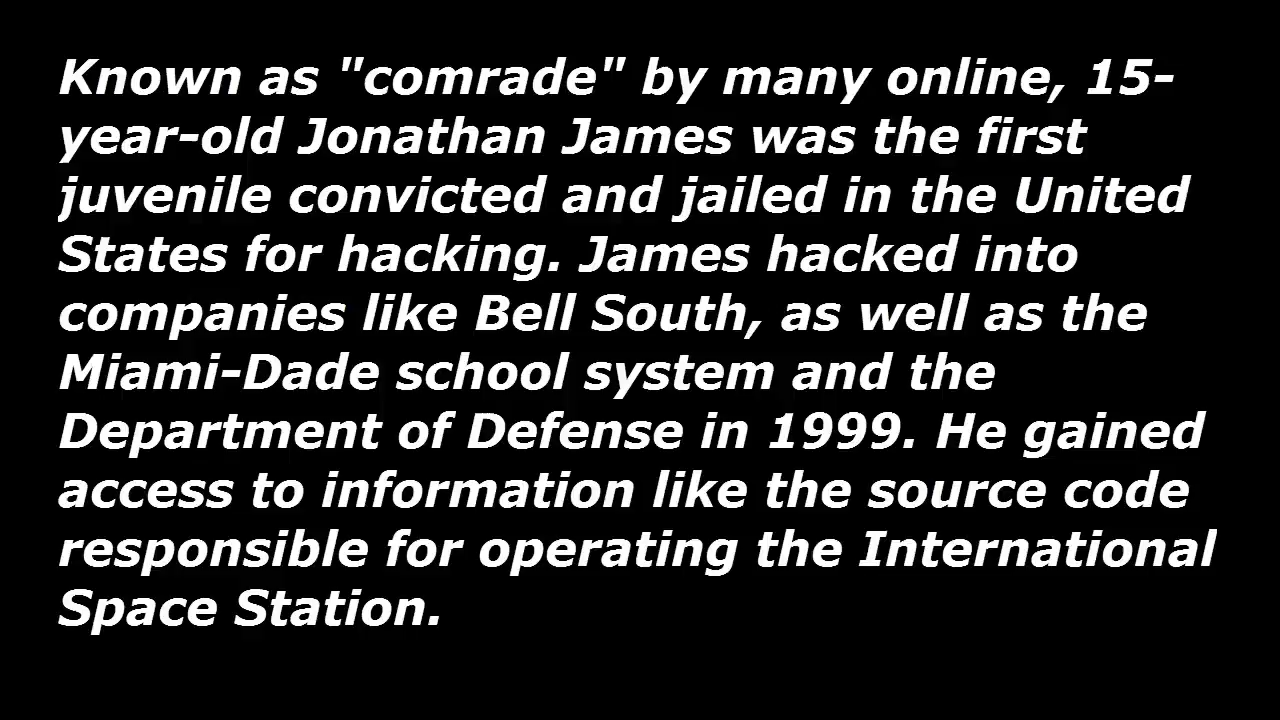 Known as "comrade" by many online, 15-
year-old Jonathan James was the first
juvenile convicted and jailed in the United
States for hacking. James hacked into
companies like Bell South, as well as the
Miami-Dade school system and the
Department of Defense in 1999. He gained
access to information like the source code
responsible for operating the International
Space Station.